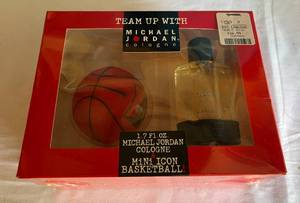 TEAM UP WITH
MICHAEL
JORDAN
cologne
1.7 Fl OZ
MICHAEL JORDAN
COLOGNE
MiNi ICON
BASKETBALL